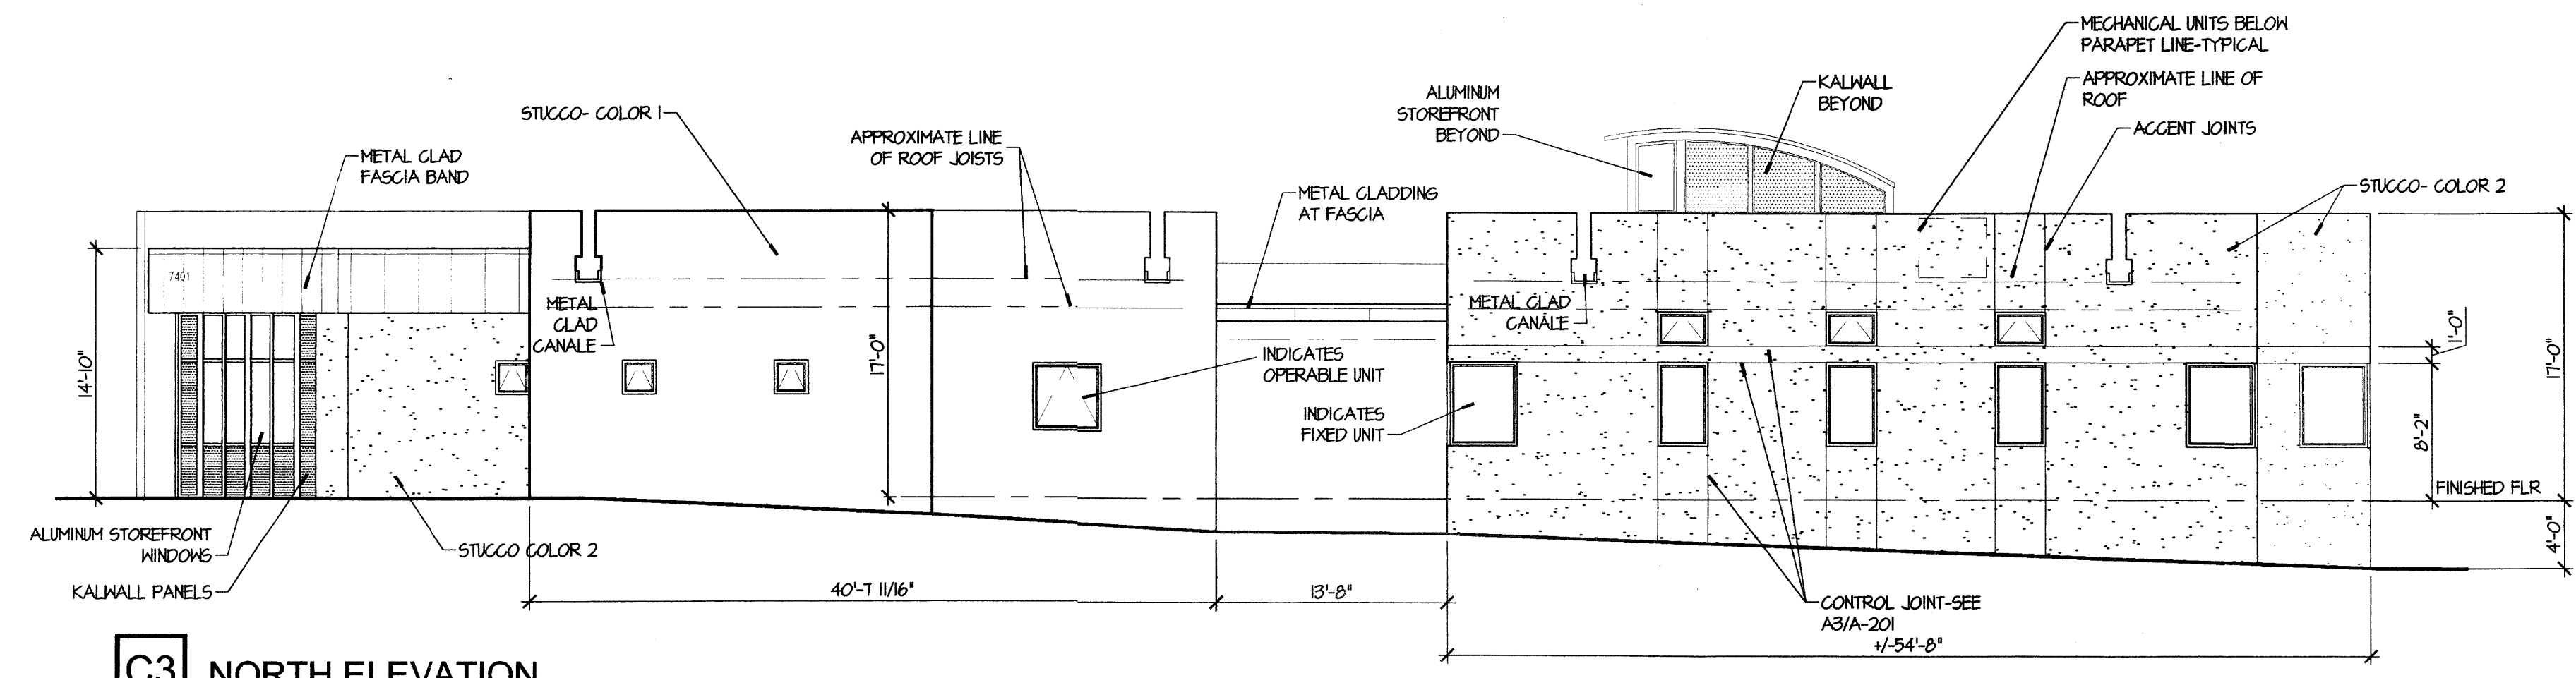 MECHANICAL UNITS BELOW
PARAPET LINE-TYPICAL
APPROXIMATE LINE OF
ROOF
ACCENT JOINTS
KALWALL
BEYOND
ALUMINUM
STOREFRONT
BEYOND
STUCCO- COLOR 1
APPROXIMATE LINE
OF ROOF JOISTS
METAL CLAD
FASCIA BAND
METAL CLADDING
AT FASCIA
STUCCO- COLOR 2
7401
METAL
CLAD
CANALE
METAL CLAD
CANALE
14'-10"
17'-0"
INDICATES
OPERABLE UNIT
INDICATES
FIXED UNIT
1'-0"
17'-0"
8'-2"
FINISHED FLR
4'-0"
ALUMINUM STOREFRONT
WINDOWS
STUCCO COLOR 2
KALWALL PANELS
40'-7 11/16"
13'-8"
CONTROL JOINT-SEE
A3/A-201
+/-54'-8"
C3
NORTH ELEVATION